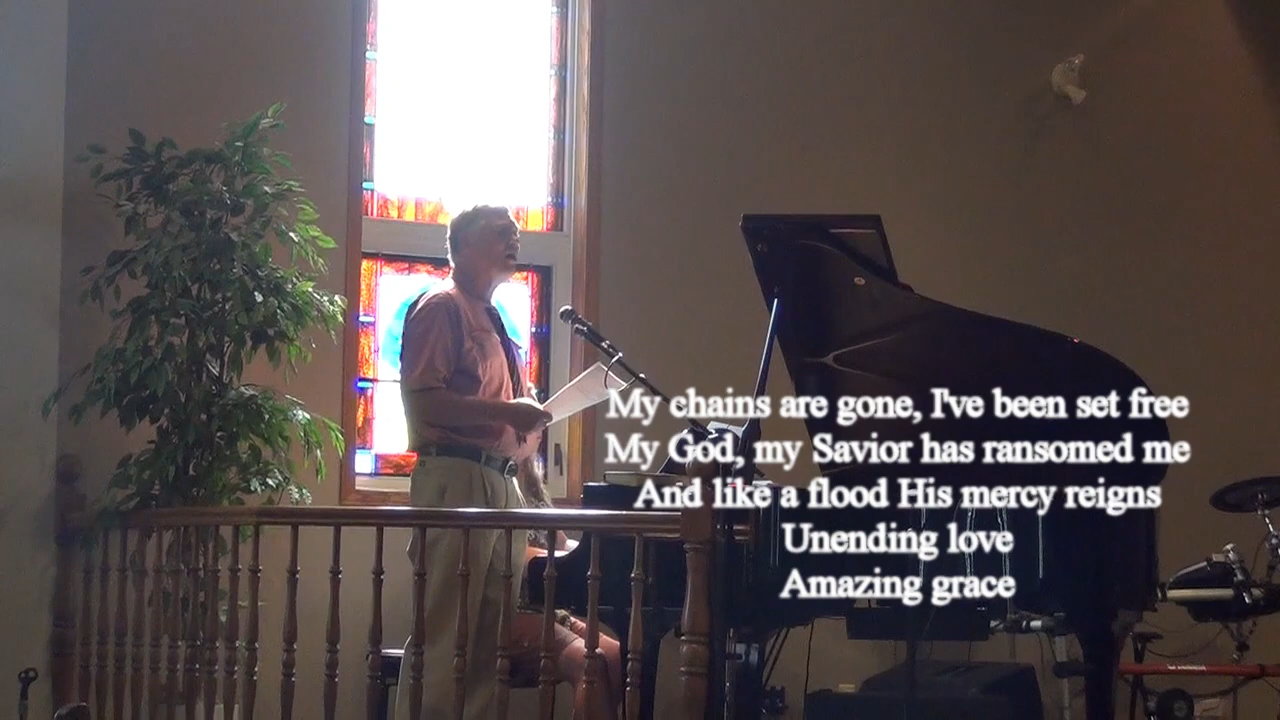 My chains are gone, I've been set free
My God, my Savior has ransomed me
And like a flood His mercy reigns
Unending love
Amazing grace